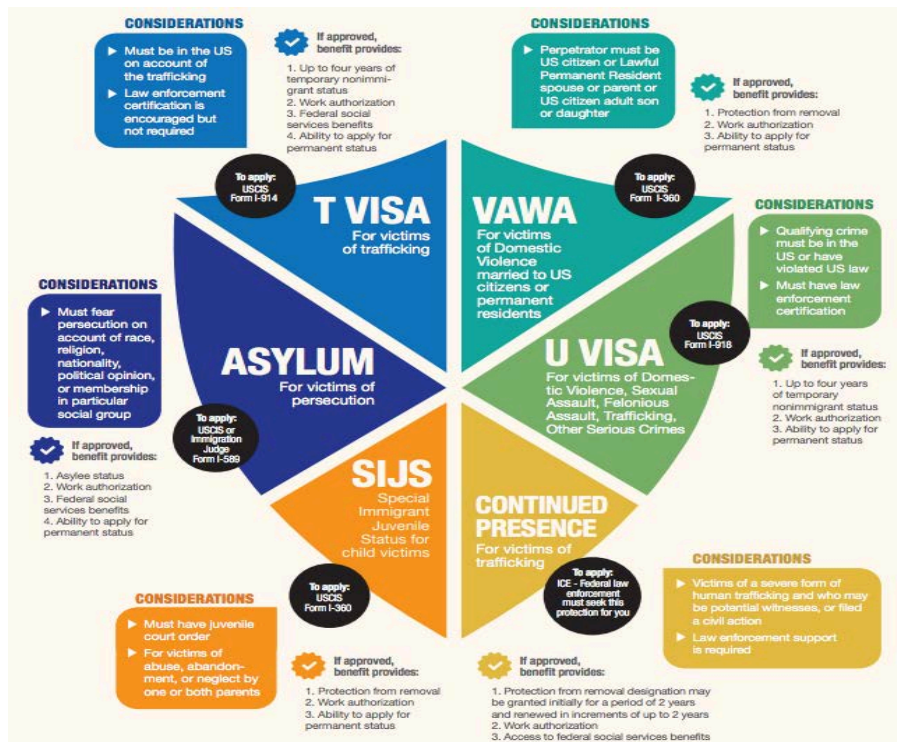 CONSIDERATIONS
► Must be in the US
on account of
the trafficking
► Law enforcement
certification is
encouraged but
not required
If approved,
benefit provides:
1. Up to four years of
temporary nonimmi-
grant status
2. Work authorization
3. Federal social
services benefits
4. Ability to apply for
permanent status
To apply:
USCIS
Form I-914
T VISA
For victims
of trafficking
CONSIDERATIONS
► Perpetrator must be
US citizen or Lawful
Permanent Resident
spouse or parent or
US citizen adult son
or daughter
If approved,
benefit provides:
1. Protection from removal
2. Work authorization
3. Ability to apply for
permanent status
To apply:
USCIS
Form I-360
VAWA
For victims
of Domestic
Violence
married to US
citizens or
permanent
residents
CONSIDERATIONS
► Qualifying crime
must be in the
US or have
violated US law
► Must have law
enforcement
certification
If approved,
benefit provides:
1. Up to four years
of temporary
nonimmigrant status
2. Work authorization
3. Ability to apply for
permanent status
To apply:
USCIS
Form I-918
U VISA
For victims of Domes-
tic Violence, Sexual
Assault, Felonious
Assault, Trafficking,
Other Serious Crimes
CONSIDERATIONS
► Must fear
persecution on
account of race,
religion,
nationality,
political opinion,
or membership in
particular
social group
If approved,
benefit provides:
1. Asylee status
2. Work authorization
3. Federal social
services benefits
4. Ability to apply for
permanent status
To apply:
USCIS or
Immigration
Judge
Form I-589
ASYLUM
For victims of
persecution
SIJS
Special
Immigrant
Juvenile
Status for
child victims
To apply:
USCIS
Form I-360
CONSIDERATIONS
► Must have juvenile
court order
► For victims of
abuse, abandon-
ment, or neglect by
one or both parents
If approved,
benefit provides:
1. Protection from removal
2. Work authorization
3. Ability to apply for
permanent status
CONTINUED
PRESENCE
For victims of
trafficking
To apply:
ICE - Federal law
enforcement
must seek this
protection for you
CONSIDERATIONS
► Victims of a severe form of
human trafficking and who may
be potential witnesses, or filed
a civil action
► Law enforcement support
is required
If approved,
benefit provides:
1. Protection from removal designation may
be granted initially for a period of 2 years
and renewed in increments of up to 2 years
2. Work authorization
3. Access to federal social services benefits